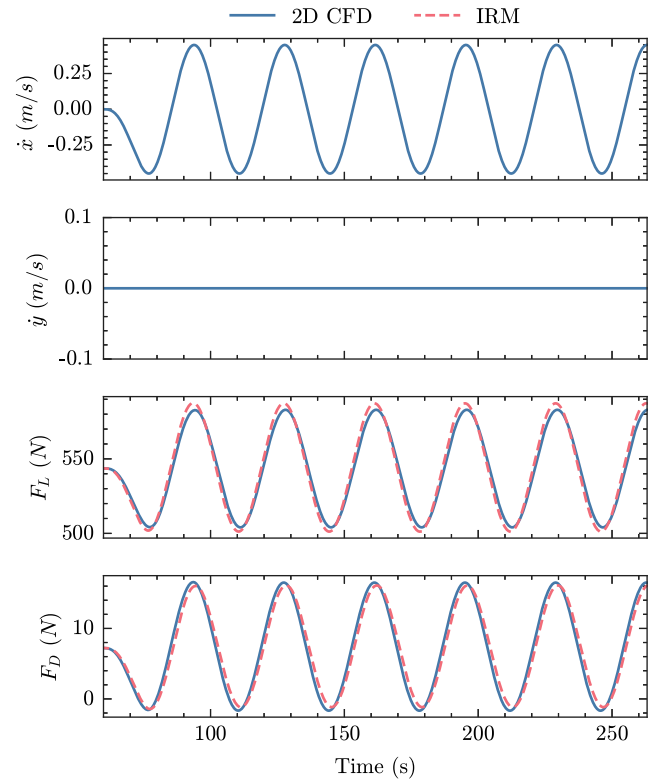 2D CFD IRM
0.25
0.00
-0.25
ẋ (m/s)
0.1
0.0
-0.1
ẏ (m/s)
550
500
F_L (N)
10
0
F_D (N)
100 150 200 250
Time (s)